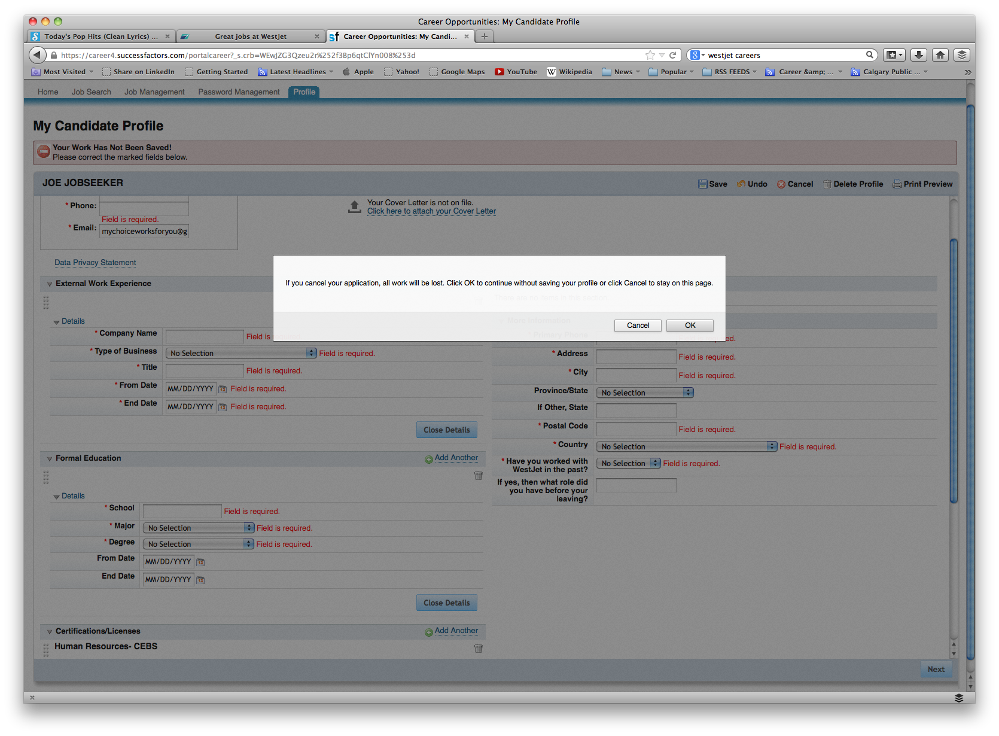 Career Opportunities: My Candidate Profile
Today's Pop Hits (Clean Lyrics) ...
Great jobs at WestJet
sf Career Opportunities: My Candi...
https://career4.successfactors.com/portalcareer?_s.crb=WEwJZG3Qzeu2r%252f3Bp6qtClYn008%253d
westjet careers
Most Visited Share on LinkedIn Getting Started Latest Headlines Apple Yahoo! Google Maps YouTube Wikipedia News Popular RSS FEEDS Career &amp; ... Calgary Public ...
Home Job Search Job Management Password Management Profile
My Candidate Profile
Your Work Has Not Been Saved!
Please correct the marked fields below.
JOE JOBSEEKER
Save Undo Cancel Delete Profile Print Preview
* Phone:
Field is required.
* Email: mychoiceworksforyou@g
Your Cover Letter is not on file.
Click here to attach your Cover Letter
Data Privacy Statement
If you cancel your application, all work will be lost. Click OK to continue without saving your profile or click Cancel to stay on this page.
Cancel OK
External Work Experience
Details
* Company Name Field is
* Type of Business No Selection Field is required.
* Title Field is required.
* From Date MM/DD/YYYY Field is required.
* End Date MM/DD/YYYY Field is required.
Close Details
Formal Education Add Another
Details
* School Field is required.
* Major No Selection Field is required.
* Degree No Selection Field is required.
From Date MM/DD/YYYY
End Date MM/DD/YYYY
Close Details
Certifications/Licenses Add Another
Human Resources- CEBS
There are no items in this section
More Information
* Primary Phone ed.
* Address Field is required.
* City Field is required.
Province/State No Selection
If Other, State
* Postal Code Field is required.
* Country No Selection Field is required.
* Have you worked with
WestJet in the past? No Selection Field is required.
If yes, then what role did
you have before your
leaving?
Next